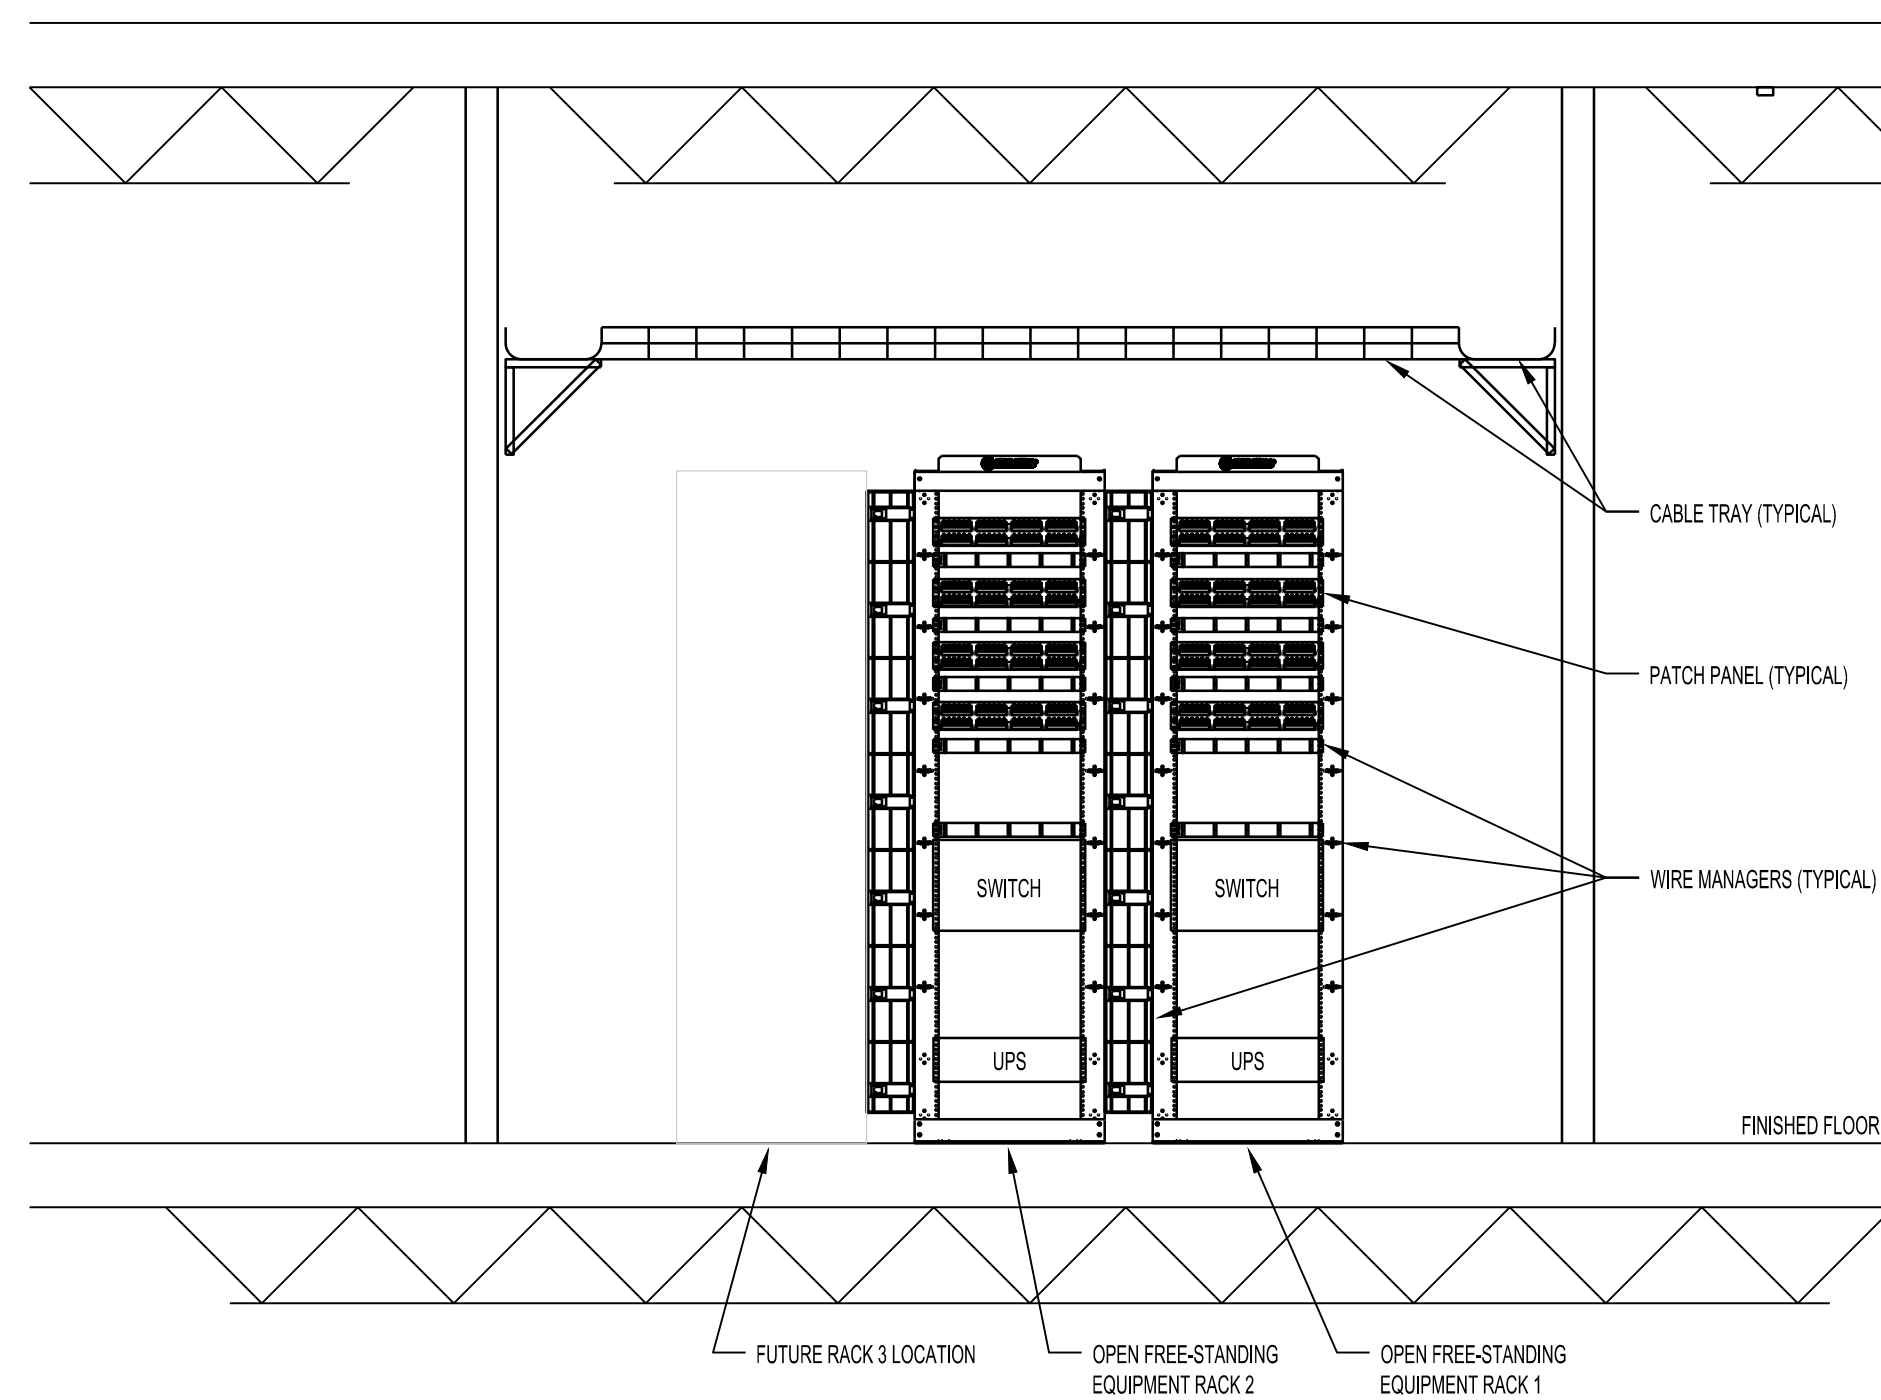 CABLE TRAY (TYPICAL)
PATCH PANEL (TYPICAL)
WIRE MANAGERS (TYPICAL)
SWITCH
SWITCH
UPS
UPS
FINISHED FLOOR
FUTURE RACK 3 LOCATION
OPEN FREE-STANDING
EQUIPMENT RACK 2
OPEN FREE-STANDING
EQUIPMENT RACK 1